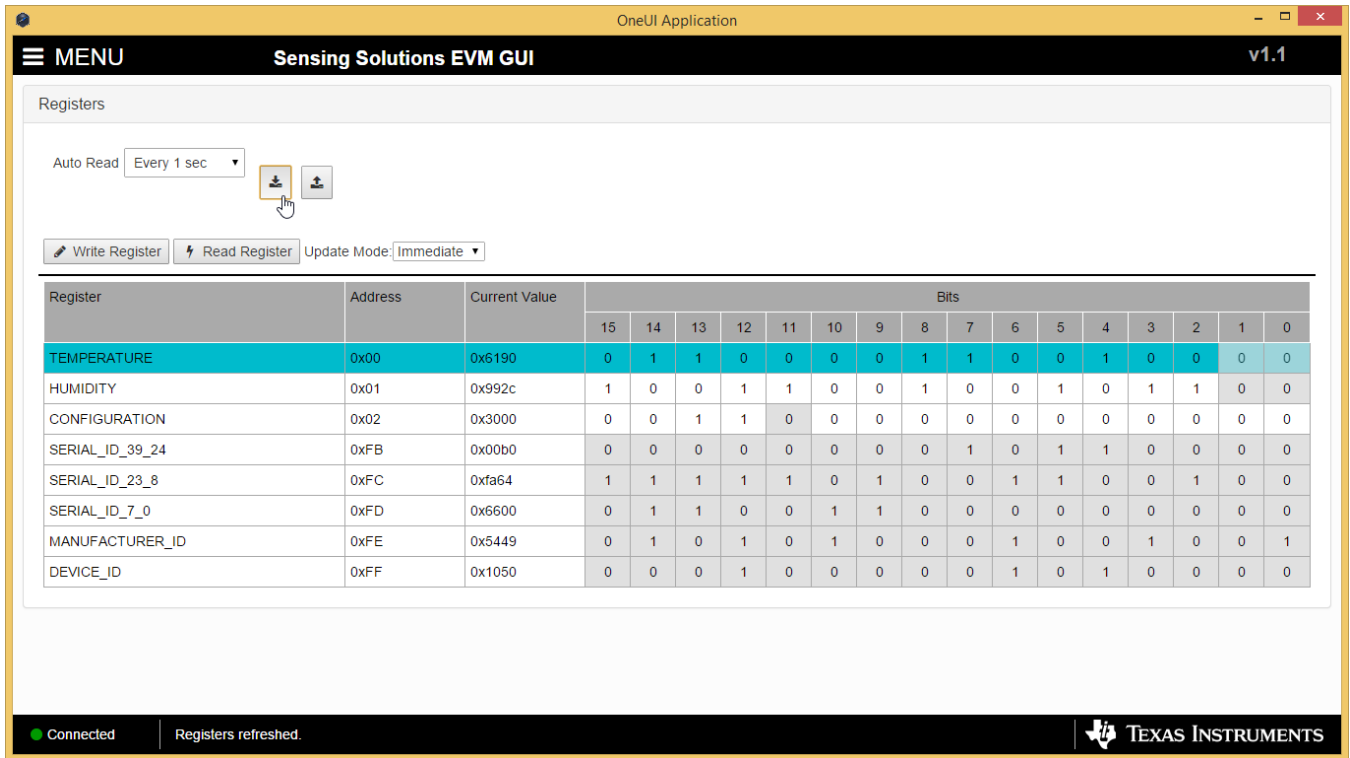 OneUI Application
MENU Sensing Solutions EVM GUI v1.1
Registers
Auto Read Every 1 sec
Write Register Read Register Update Mode: Immediate
Register Address Current Value Bits
15 14 13 12 11 10 9 8 7 6 5 4 3 2 1 0
TEMPERATURE 0x00 0x6190 0 1 1 0 0 0 0 1 1 0 0 1 0 0 0 0
HUMIDITY 0x01 0x992c 1 0 0 1 1 0 0 1 0 0 1 0 1 1 0 0
CONFIGURATION 0x02 0x3000 0 0 1 1 0 0 0 0 0 0 0 0 0 0 0 0
SERIAL_ID_39_24 0xFB 0x00b0 0 0 0 0 0 0 0 0 1 0 1 1 0 0 0 0
SERIAL_ID_23_8 0xFC 0xfa64 1 1 1 1 1 0 1 0 0 1 1 0 0 1 0 0
SERIAL_ID_7_0 0xFD 0x6600 0 1 1 0 0 1 1 0 0 0 0 0 0 0 0 0
MANUFACTURER_ID 0xFE 0x5449 0 1 0 1 0 1 0 0 0 1 0 0 1 0 0 1
DEVICE_ID 0xFF 0x1050 0 0 0 1 0 0 0 0 0 1 0 1 0 0 0 0
Connected Registers refreshed. TEXAS INSTRUMENTS